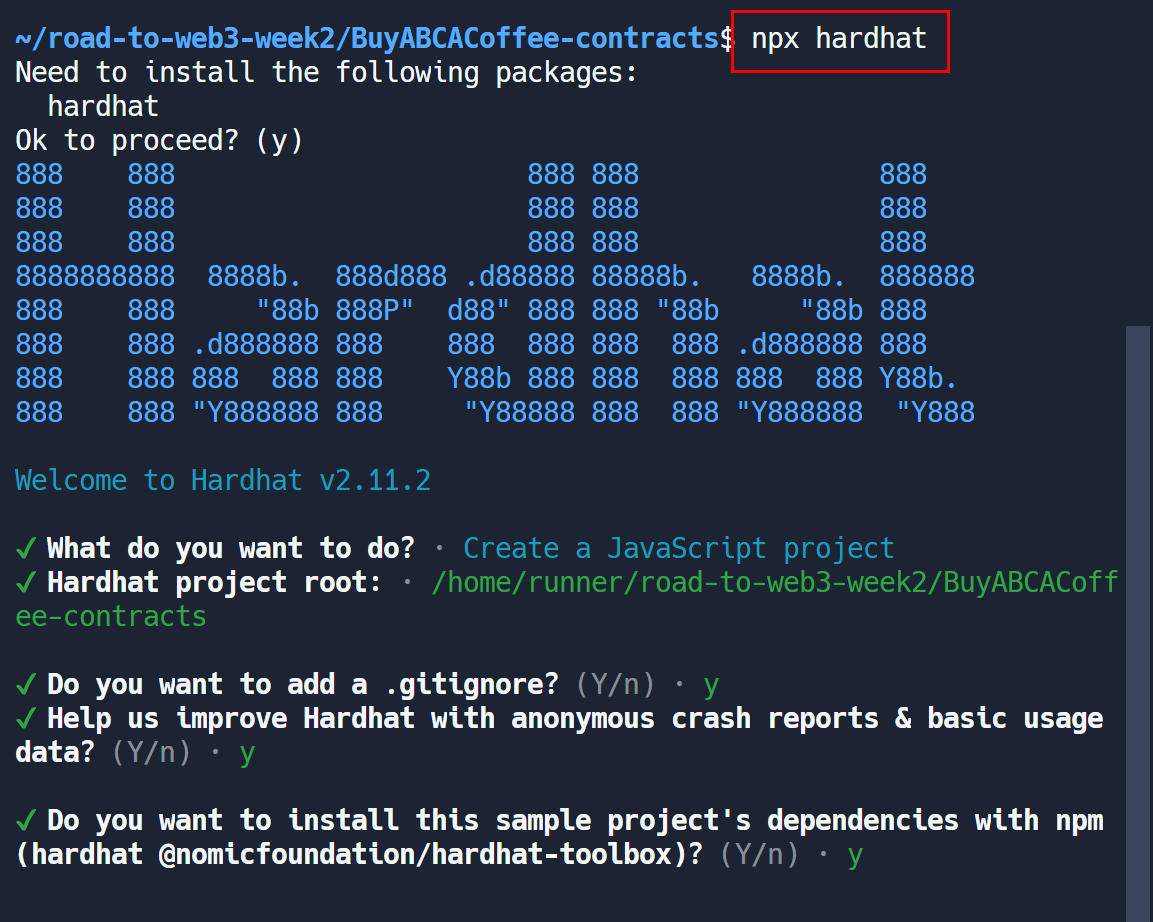 ~/road-to-web3-week2/BuyABCACoffee-contracts$ npx hardhat
Need to install the following packages:
  hardhat
Ok to proceed? (y)
888    888                      888 888               888
888    888                      888 888               888
888    888                      888 888               888
8888888888  8888b.  888d888 .d88888 88888b.   8888b.  888888
888    888     "88b 888P"  d88" 888 888 "88b     "88b 888
888    888 .d888888 888    888  888 888  888 .d888888 888
888    888 888  888 888    Y88b 888 888  888 888  888 Y88b.
888    888 "Y888888 888     "Y88888 888  888 "Y888888  "Y888
Welcome to Hardhat v2.11.2
✔ What do you want to do? · Create a JavaScript project
✔ Hardhat project root: · /home/runner/road-to-web3-week2/BuyABCACoff
ee-contracts
✔ Do you want to add a .gitignore? (Y/n) · y
✔ Help us improve Hardhat with anonymous crash reports & basic usage
data? (Y/n) · y
✔ Do you want to install this sample project's dependencies with npm
(hardhat @nomicfoundation/hardhat-toolbox)? (Y/n) · y